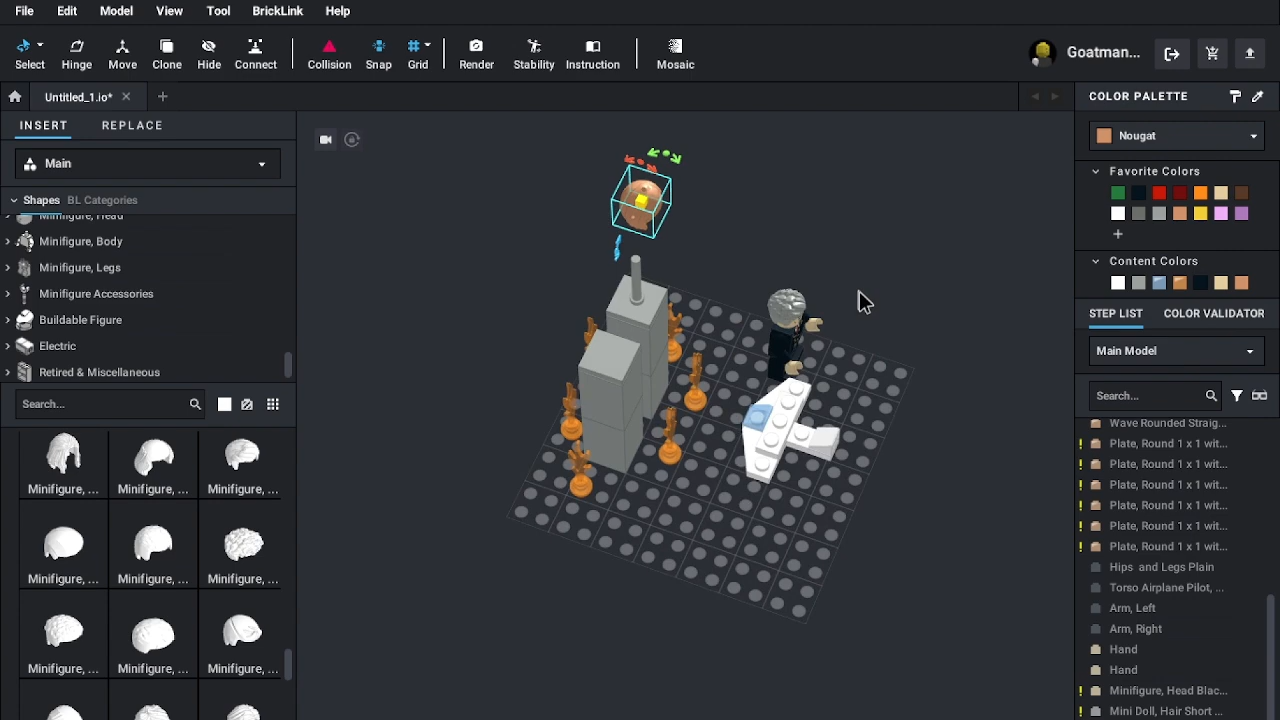 File Edit Model View Tool BrickLink Help
Select Hinge Move Clone Hide Connect Collision Snap Grid Render Stability Instruction Mosaic Goatman...
Untitled_1.io*
INSERT REPLACE
Main
Shapes BL Categories
Minifigure, Head
Minifigure, Body
Minifigure, Legs
Minifigure Accessories
Buildable Figure
Electric
Retired & Miscellaneous
Search...
Minifigure, ... Minifigure, ... Minifigure, ...
Minifigure, ... Minifigure, ... Minifigure, ...
Minifigure, ... Minifigure, ... Minifigure, ...
COLOR PALETTE
Nougat
Favorite Colors
Content Colors
STEP LIST COLOR VALIDATOR
Main Model
Search...
Wave Rounded Straig...
Plate, Round 1 x 1 wit...
Plate, Round 1 x 1 wit...
Plate, Round 1 x 1 wit...
Plate, Round 1 x 1 wit...
Plate, Round 1 x 1 wit...
Plate, Round 1 x 1 wit...
Hips and Legs Plain
Torso Airplane Pilot, ...
Arm, Left
Arm, Right
Hand
Hand
Minifigure, Head Blac...
Mini Doll, Hair Short ...